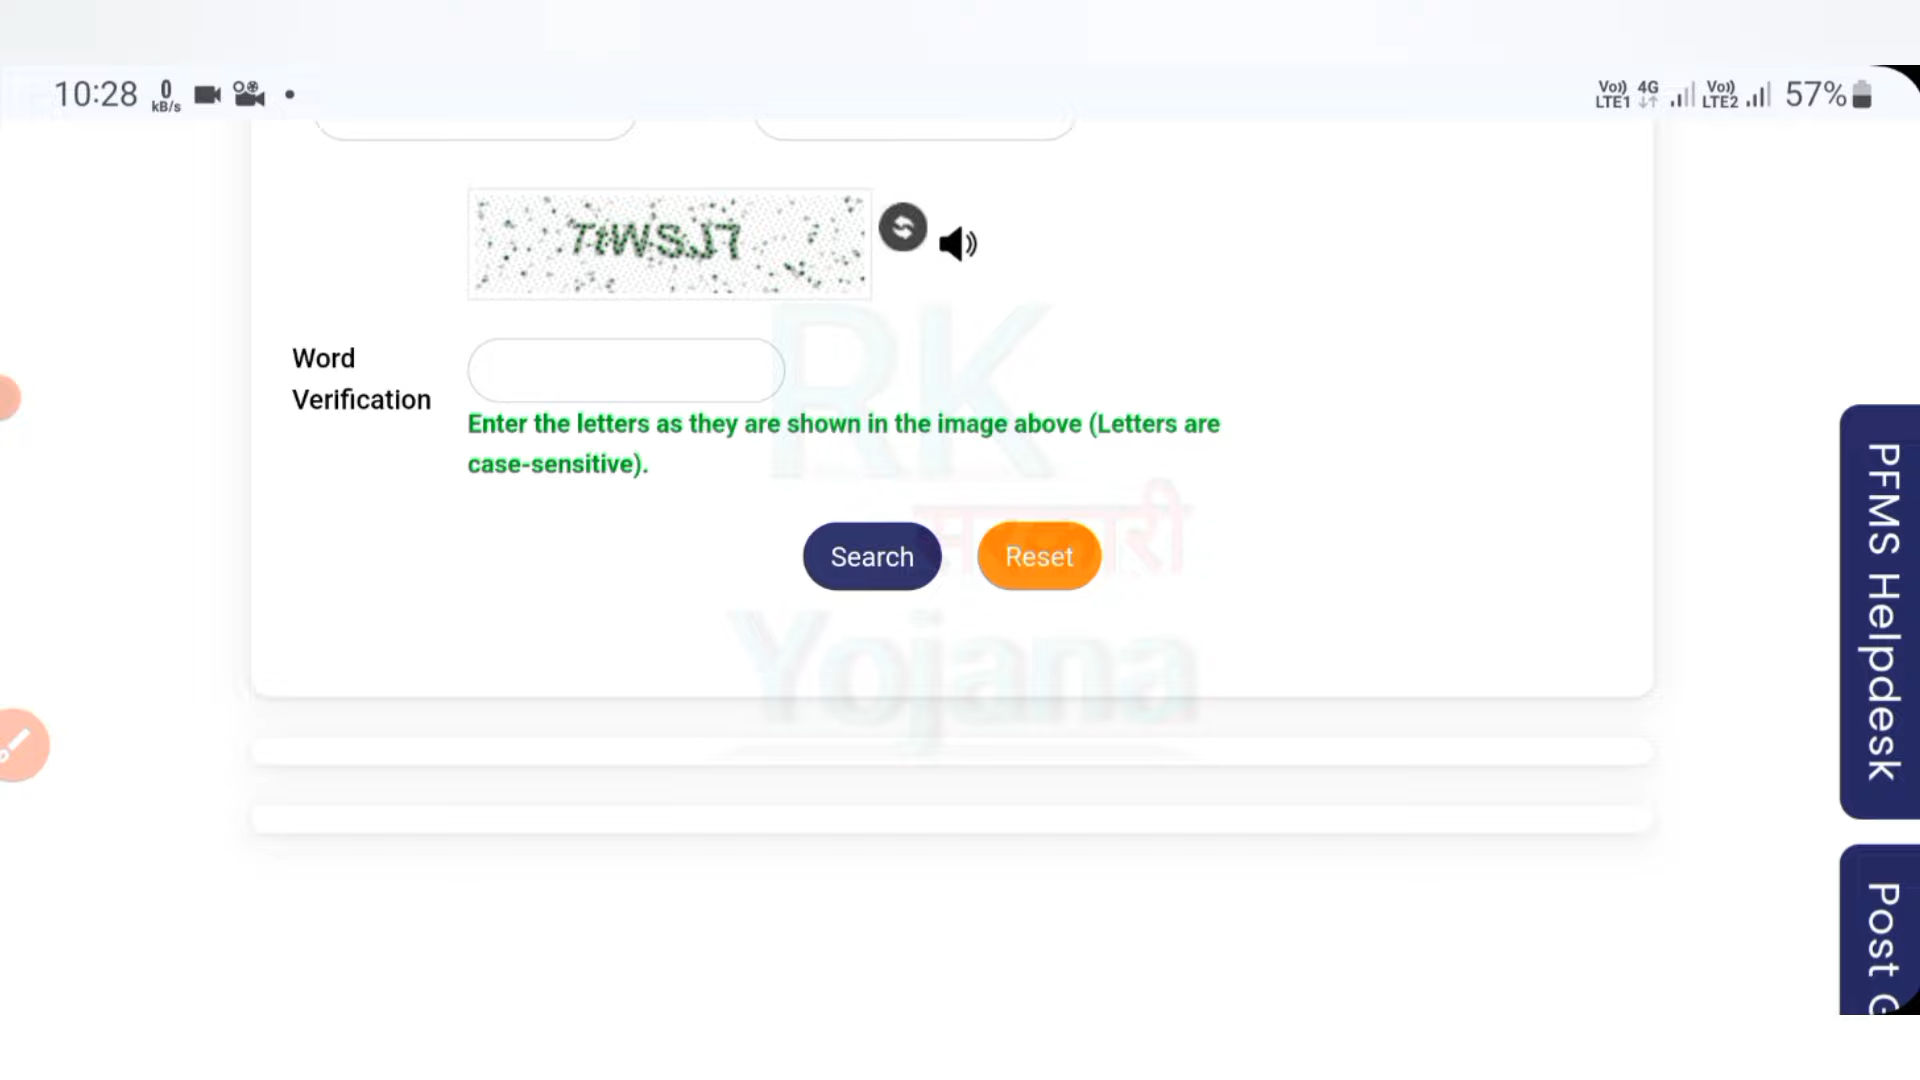 10:28 0 kB/s Vo)) LTE1 4G Vo)) LTE2 57%
Word
Verification
Enter the letters as they are shown in the image above (Letters are
case-sensitive).
Search Reset
RK
सरकारी
Yojana
PFMS Helpdesk
Post